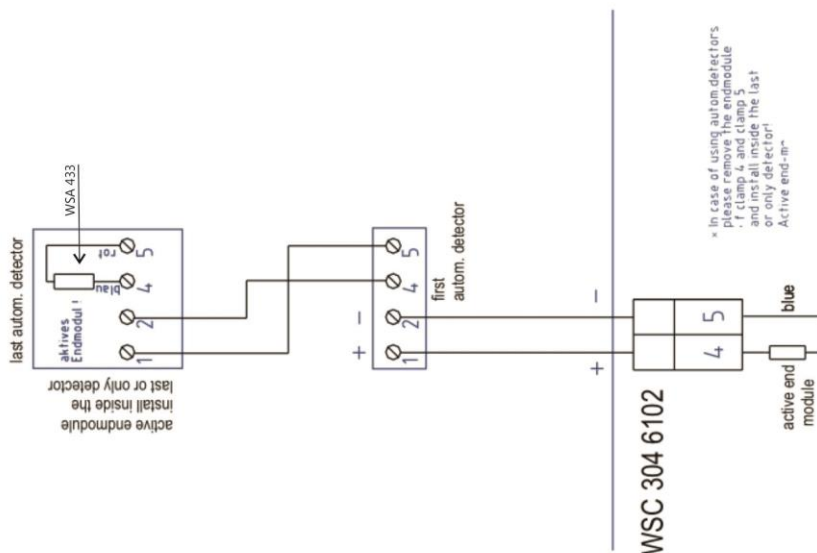 WSA 433
last autom. detector
rot
blau
5
4
2
1
aktives
Endmodul !
active endmodule
install inside the
last or only detector
5
4
2
1
−
+
first
autom. detector
−
+
WSC 304 6102
5
4
blue
active end
module
* In case of using autom.detectors
please remove the endmodule
f clamp 4 and clamp 5
and install inside the last
or only detector!
Active end-m